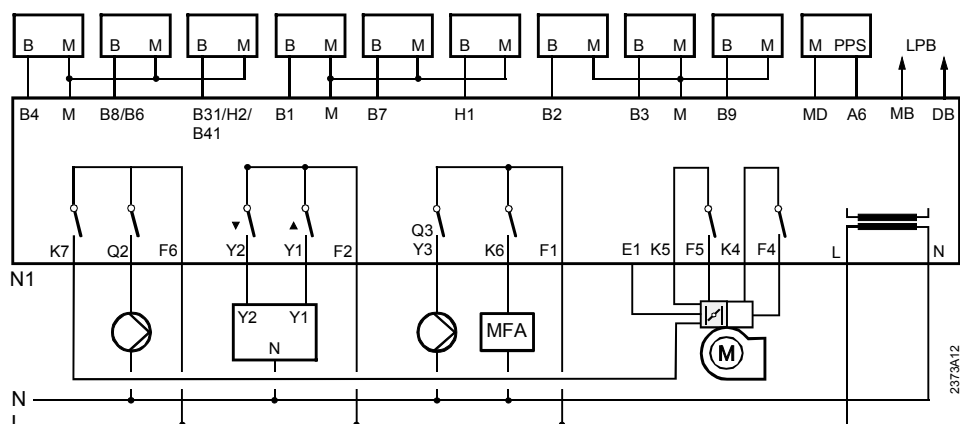 B M B M B M B M B M B M B M B M B M M PPS LPB
B4 M B8/B6 B31/H2/ B1 M B7 H1 B2 B3 M B9 MD A6 MB DB
B41
Q3
K7 Q2 F6 Y2 Y1 F2 Y3 K6 F1 E1 K5 F5 K4 F4 L N
N1
Y2 Y1 MFA
N M
2373A12
N
L